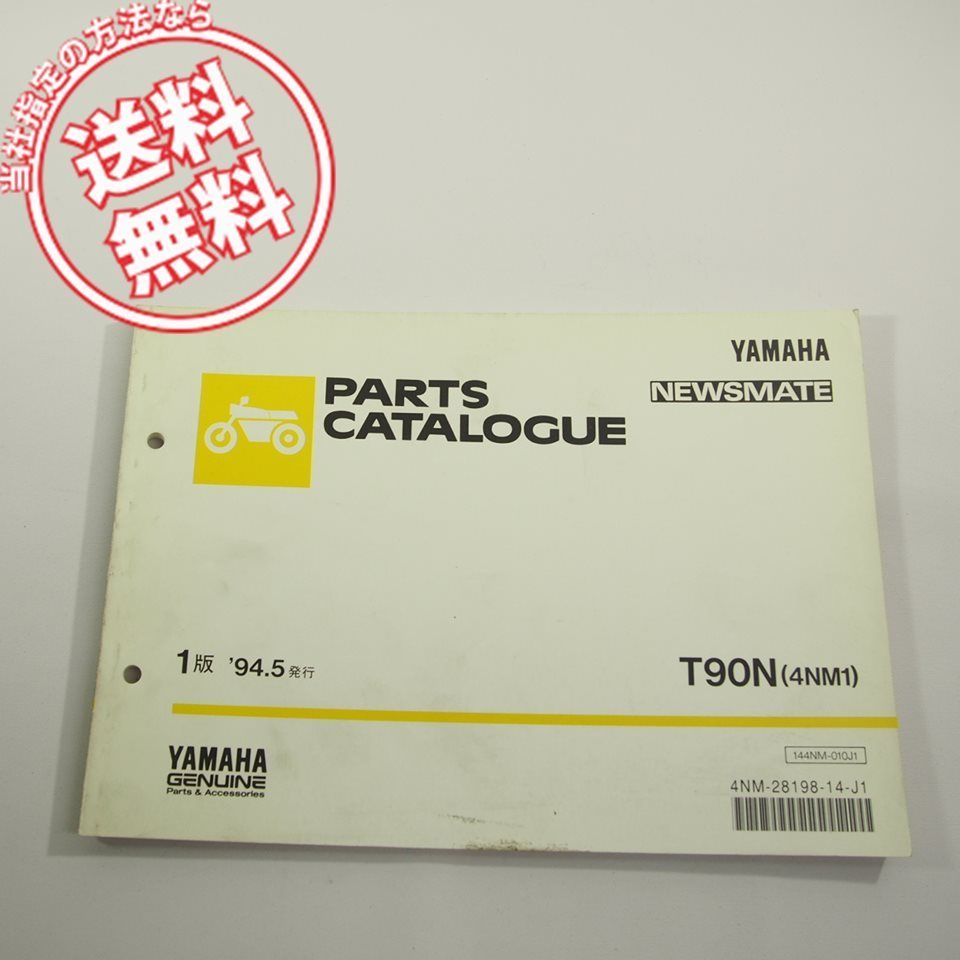 当社指定の方法なら
送料
無料
YAMAHA
NEWSMATE
PARTS
CATALOGUE
1版 '94.5発行
T90N(4NM1)
YAMAHA
GENUINE
Parts & Accessories
144NM-010J1
4NM-28198-14-J1